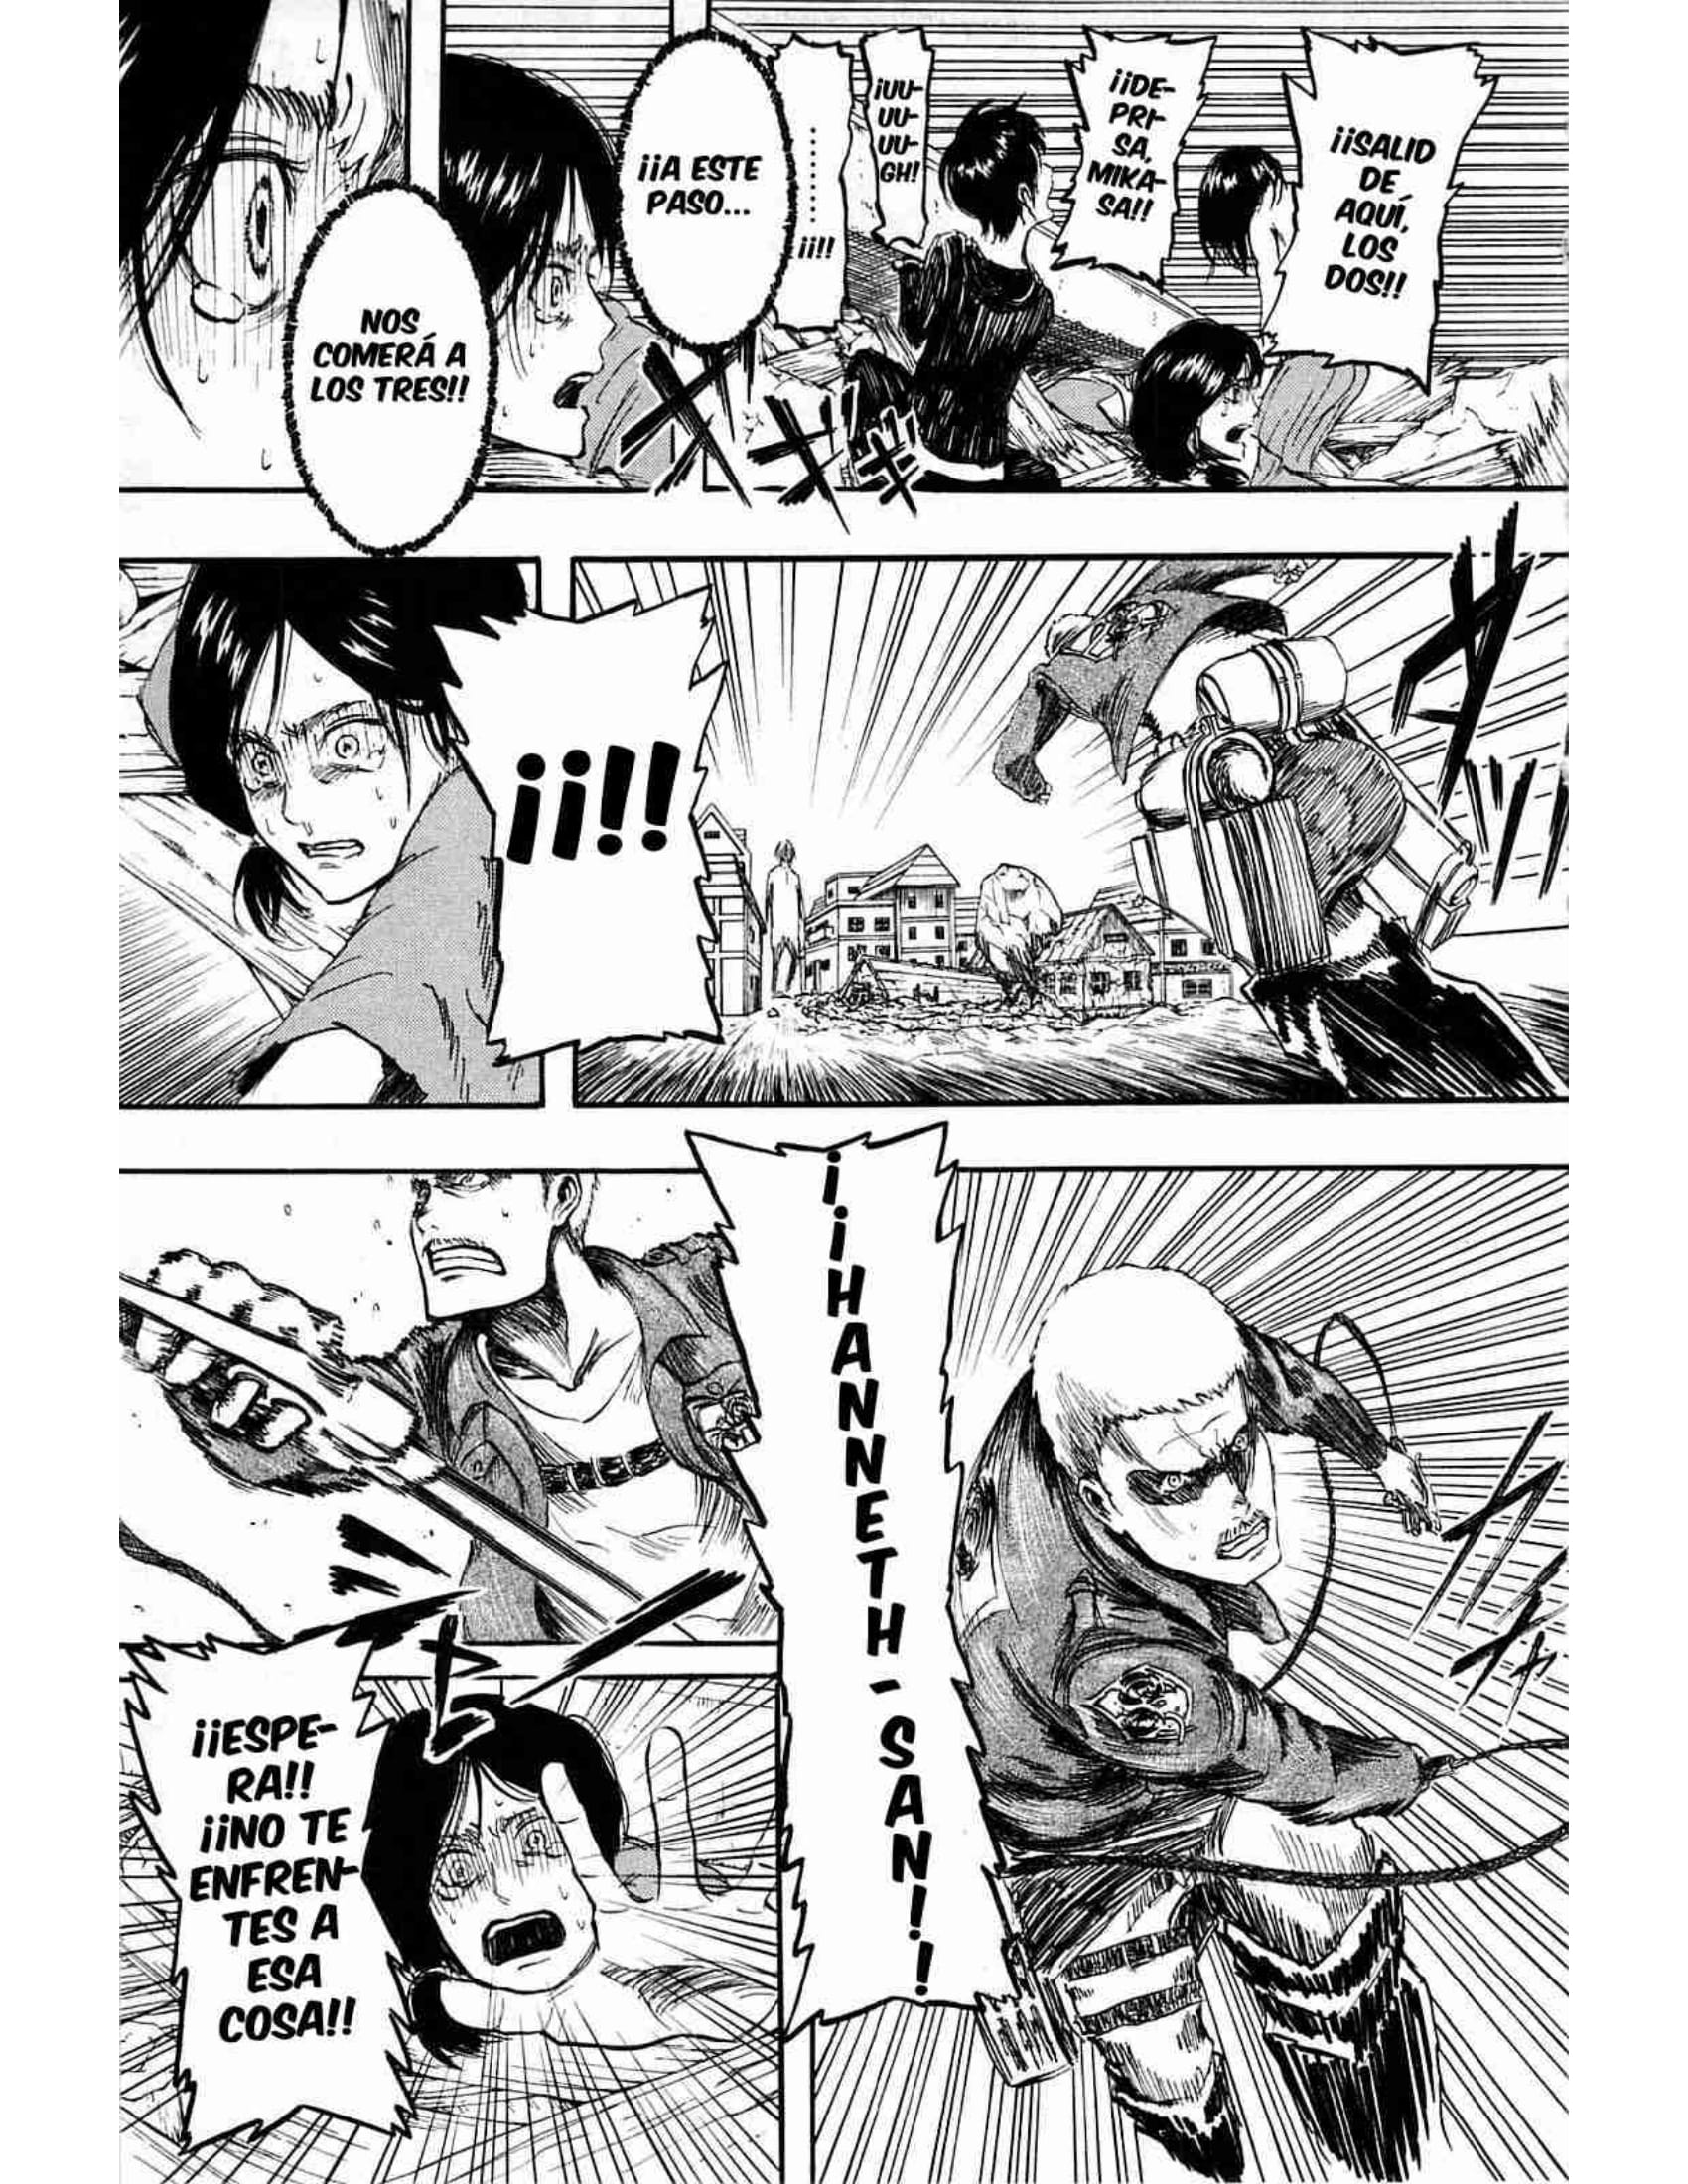 ¡¡SALID
DE
AQUÍ,
LOS
DOS!!
¡¡DE-
PRI-
SA,
MIKA-
SA!!
¡UU-
UU-
UU-
GH!
.........
¡¡!!
¡¡A ESTE
PASO...
NOS
COMERÁ A
LOS TRES!!
¡¡!!
¡¡HANNETH-SAN!!
¡¡ESPE-
RA!!
¡¡NO TE
ENFREN-
TES A
ESA
COSA!!